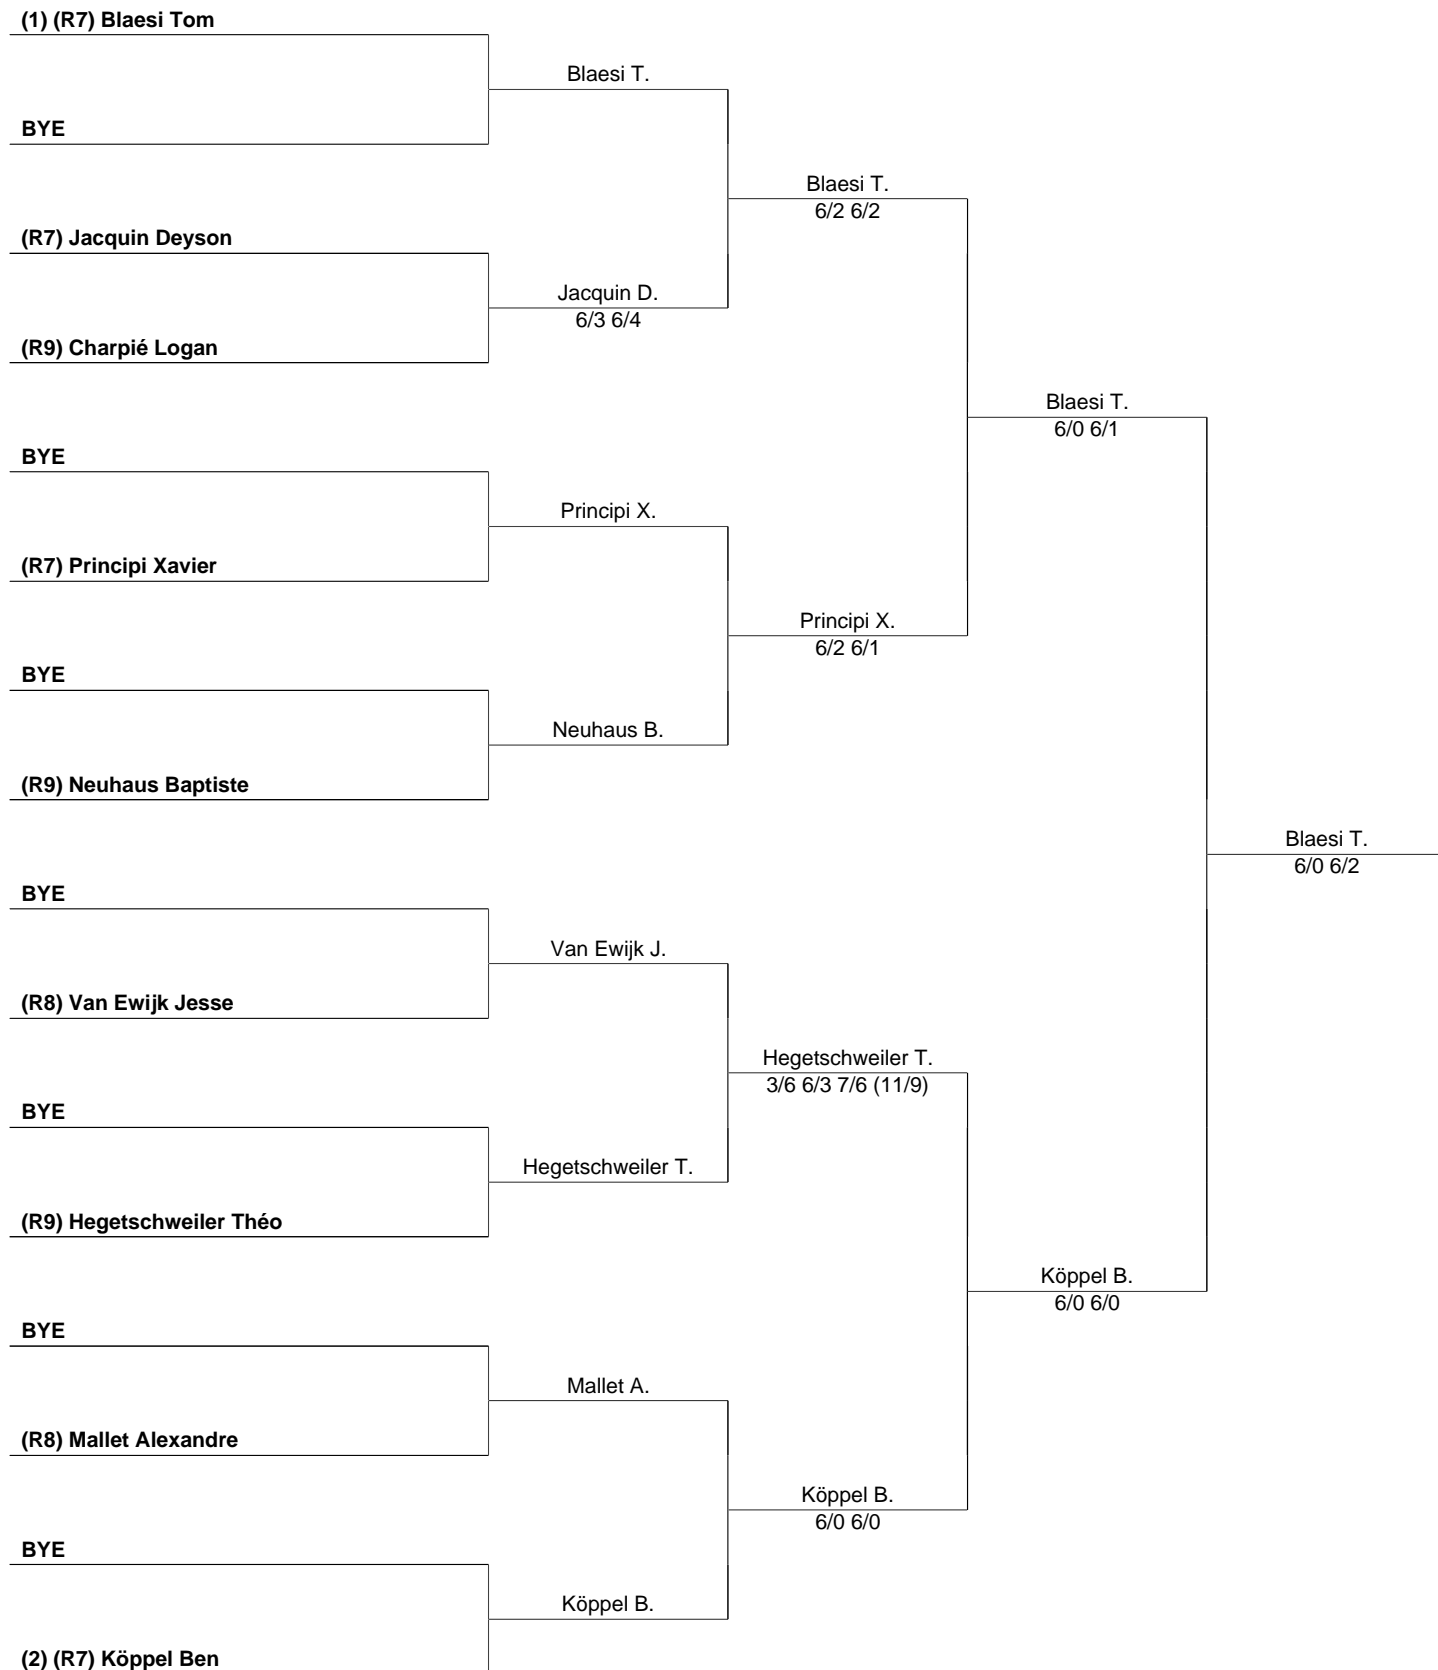 (1) (R7) Blaesi Tom
Blaesi T.
BYE
Blaesi T.
6/2 6/2
(R7) Jacquin Deyson
Jacquin D.
6/3 6/4
(R9) Charpié Logan
Blaesi T.
6/0 6/1
BYE
Principi X.
(R7) Principi Xavier
Principi X.
6/2 6/1
BYE
Neuhaus B.
(R9) Neuhaus Baptiste
Blaesi T.
6/0 6/2
BYE
Van Ewijk J.
(R8) Van Ewijk Jesse
Hegetschweiler T.
3/6 6/3 7/6 (11/9)
BYE
Hegetschweiler T.
(R9) Hegetschweiler Théo
Köppel B.
6/0 6/0
BYE
Mallet A.
(R8) Mallet Alexandre
Köppel B.
6/0 6/0
BYE
Köppel B.
(2) (R7) Köppel Ben